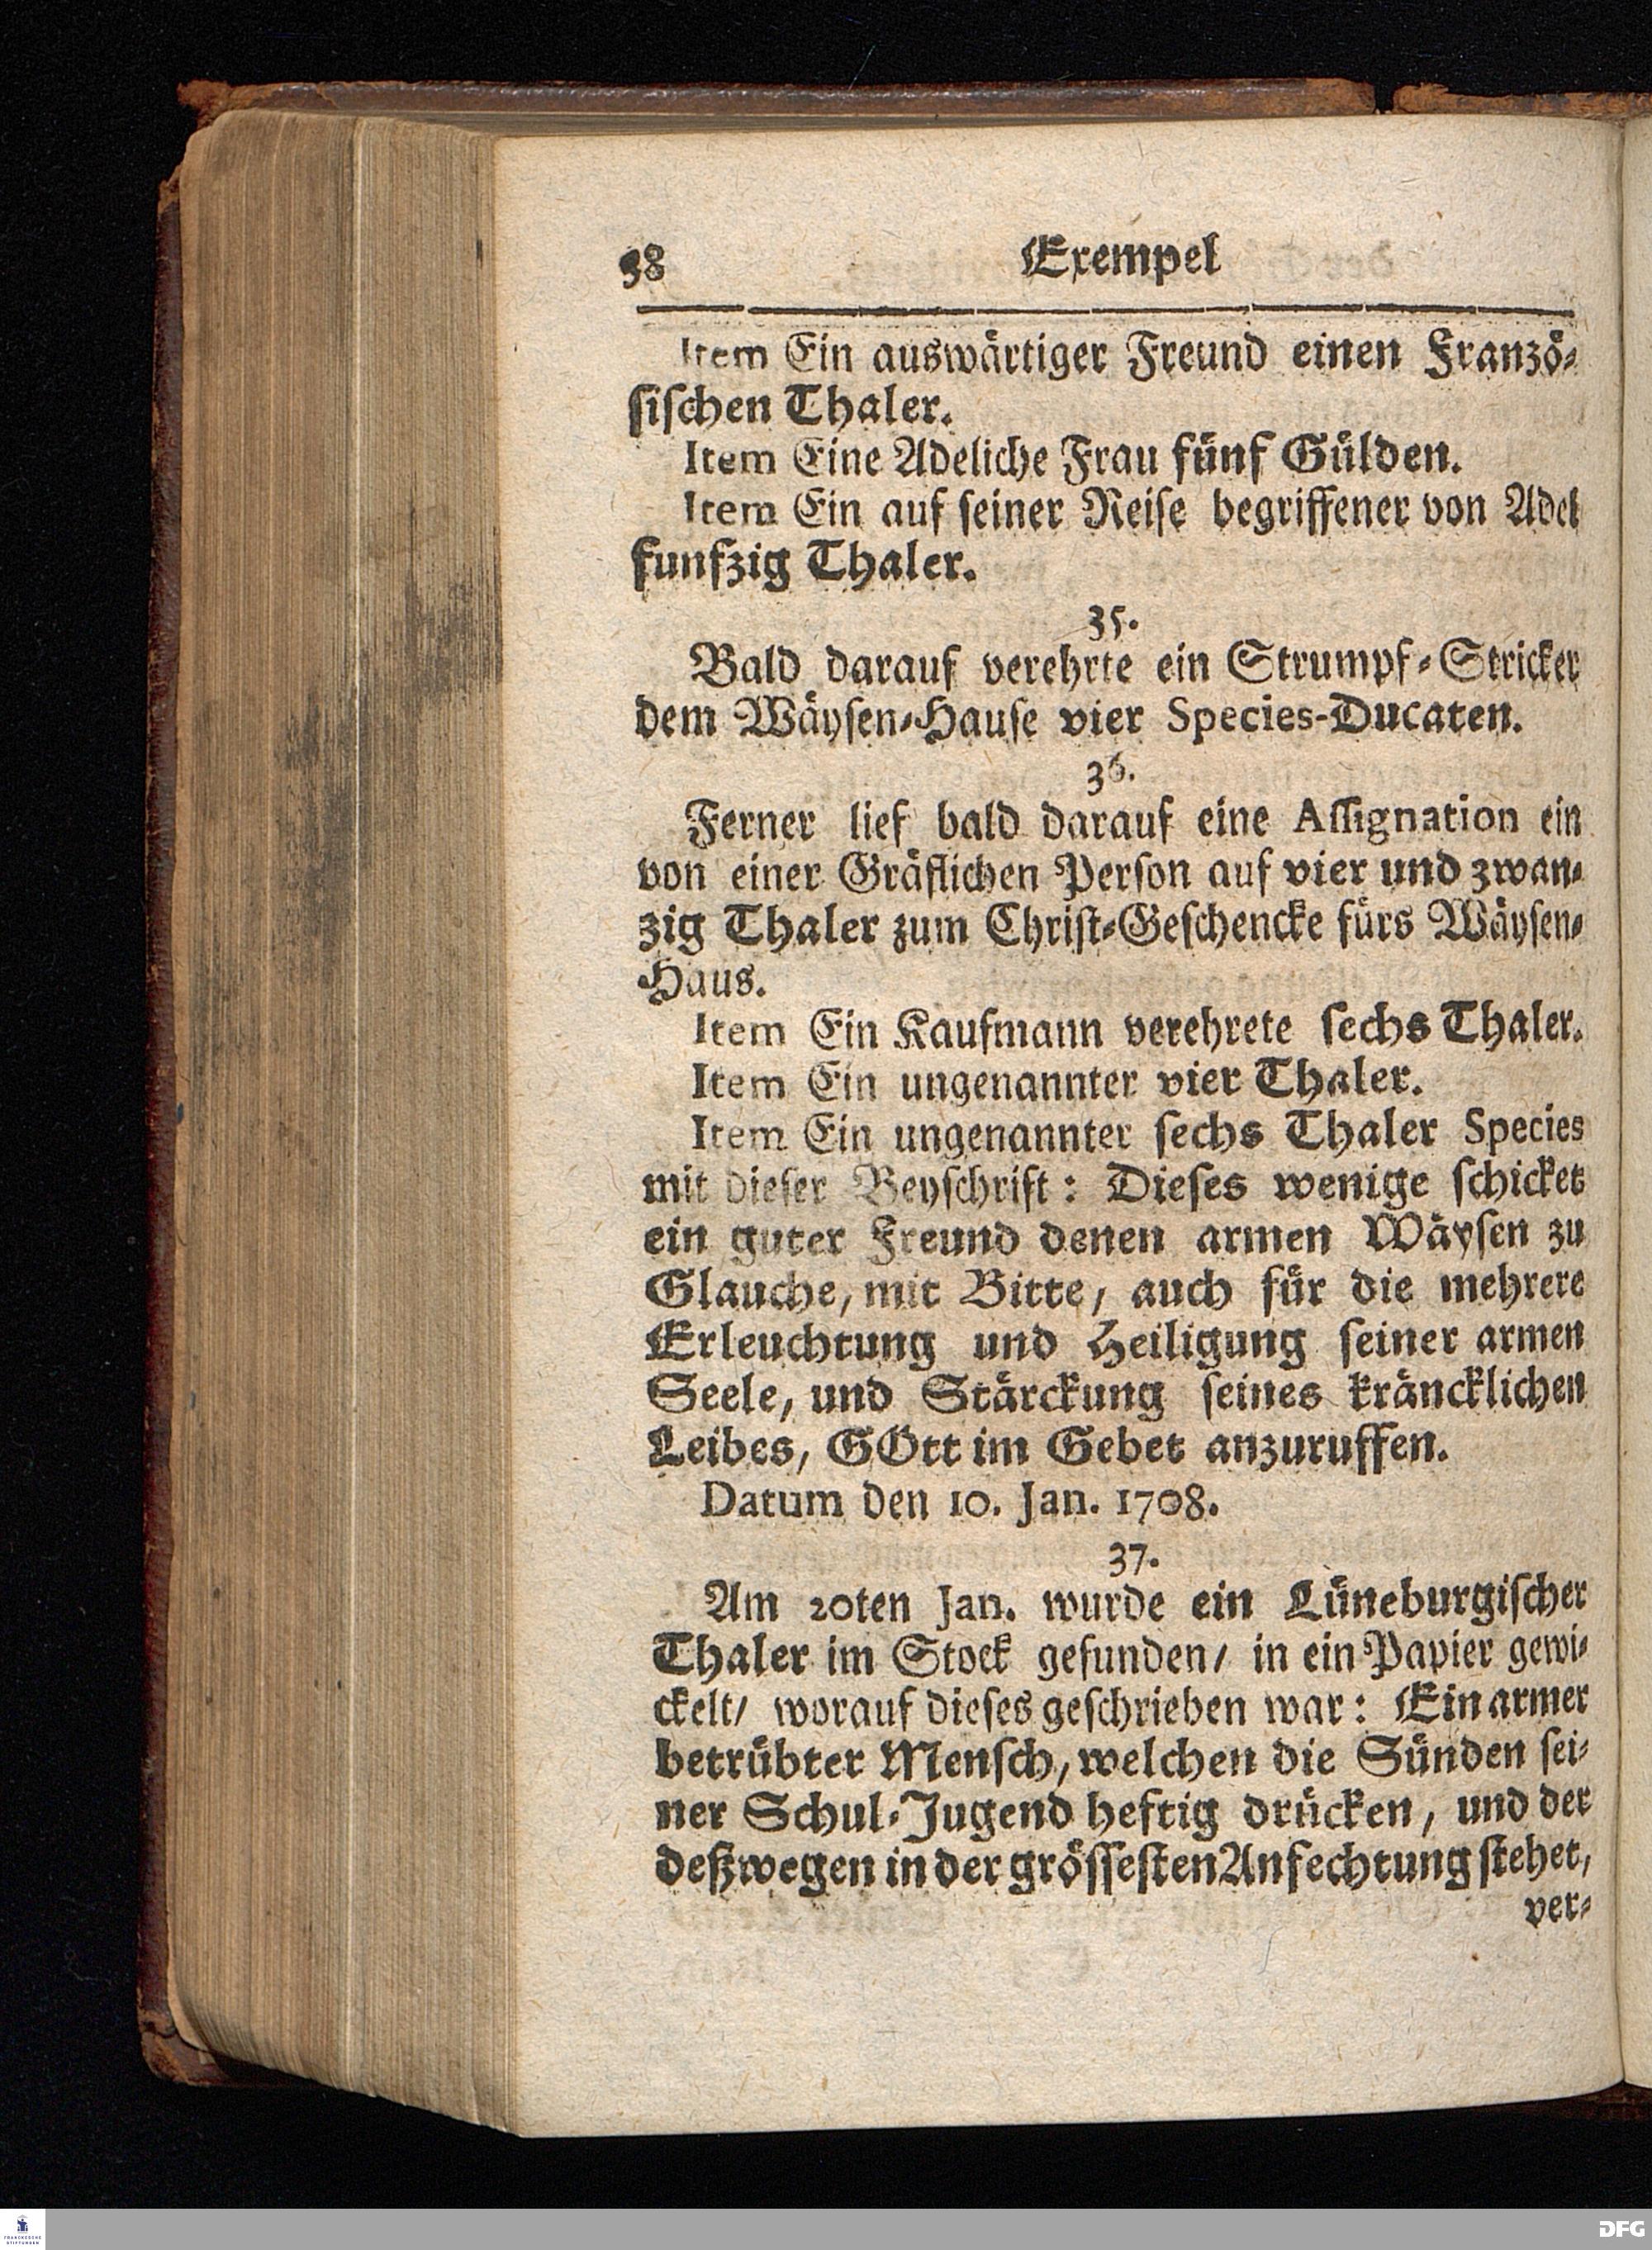 38 Exempel
Item Ein auswärtiger Freund einen Frantzö-
sischen Thaler.
Item Eine Adeliche Frau fünf Gülden.
Item Ein auf seiner Reise begriffener von Adel
funfzig Thaler.
35.
Bald darauf verehrte ein Strumpf-Stricker
dem Wäysen-Hause vier Species-Ducaten.
36.
Ferner lief bald darauf eine Assignation ein
von einer Gräflichen Person auf vier und zwan-
zig Thaler zum Christ-Geschencke fürs Wäysen-
Haus.
Item Ein Kaufmann verehrete sechs Thaler.
Item Ein ungenannter vier Thaler.
Item Ein ungenannter sechs Thaler Species
mit dieser Beyschrift: Dieses wenige schicket
ein guter Freund denen armen Wäysen zu
Glauche, mit Bitte, auch für die mehrere
Erleuchtung und Heiligung seiner armen
Seele, und Stärckung seines kräncklichen
Leibes, GOtt im Gebet anzuruffen.
Datum den 10. Jan. 1708.
37.
Am 20ten Jan. wurde ein Lüneburgischer
Thaler im Stock gefunden/ in ein Papier gewi-
ckelt/ worauf dieses geschrieben war: Ein armer
betrübter Mensch, welchen die Sünden sei-
ner Schul-Jugend heftig drücken, und der
deßwegen in der grössesten Anfechtung stehet,
ver-
FRANCKESCHE
STIFTUNGEN
DFG